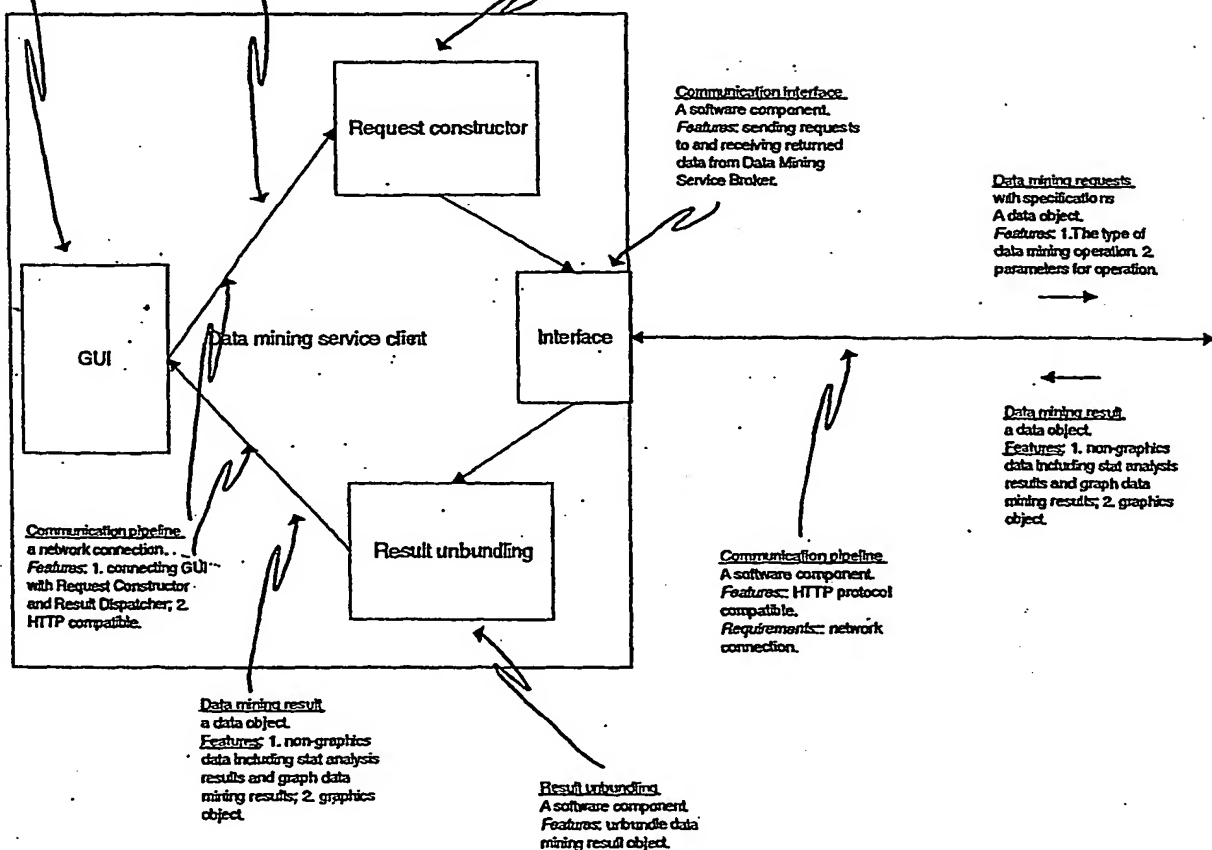 Request constructor
Communication interface
A software component.
Features: sending requests
to and receiving returned
data from Data Mining
Service Broker.
Data mining requests
with specifications
A data object.
Features: 1.The type of
data mining operation. 2.
parameters for operation.
GUI
Data mining service client
Interface
Data mining result
a data object.
Features: 1. non-graphics
data including stat analysis
results and graph data
mining results; 2. graphics
object.
Communication pipeline
a network connection. . .
Features: 1. connecting GUI
with Request Constructor
and Result Dispatcher; 2.
HTTP compatible.
Result unbundling
Communication pipeline
A software component.
Features:: HTTP protocol
compatible.
Requirements:: network
connection.
Data mining result
a data object.
Features: 1. non-graphics
data including stat analysis
results and graph data
mining results; 2. graphics
object.
Result unbundling
A software component
Features: unbundle data
mining result object.